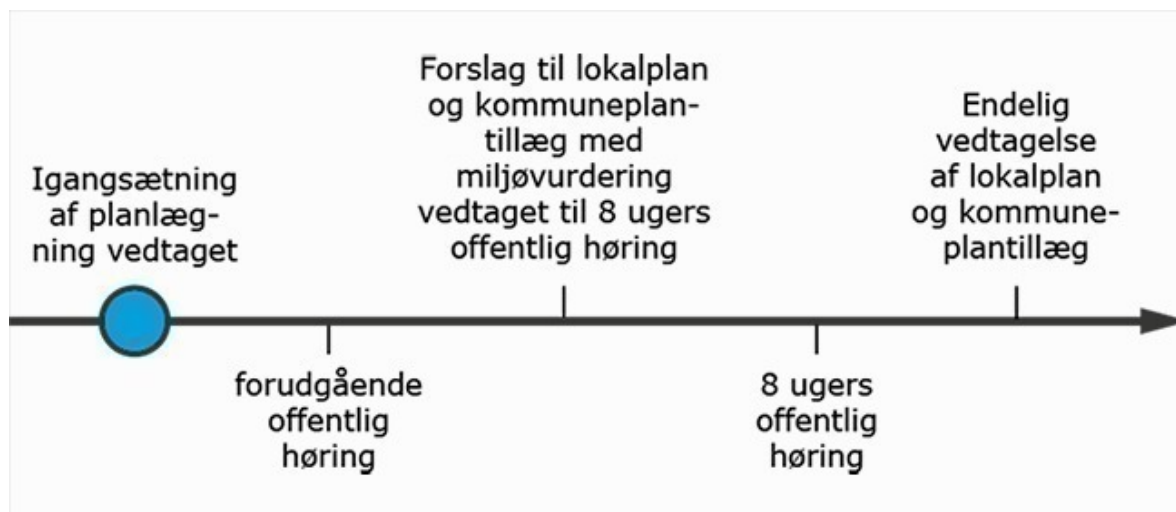 Igangsætning
af planlæg-
ning vedtaget
forudgående
offentlig
høring
Forslag til lokalplan
og kommuneplan-
tillæg med
miljøvurdering
vedtaget til 8 ugers
offentlig høring
8 ugers
offentlig
høring
Endelig
vedtagelse
af lokalplan
og kommune-
plantillæg